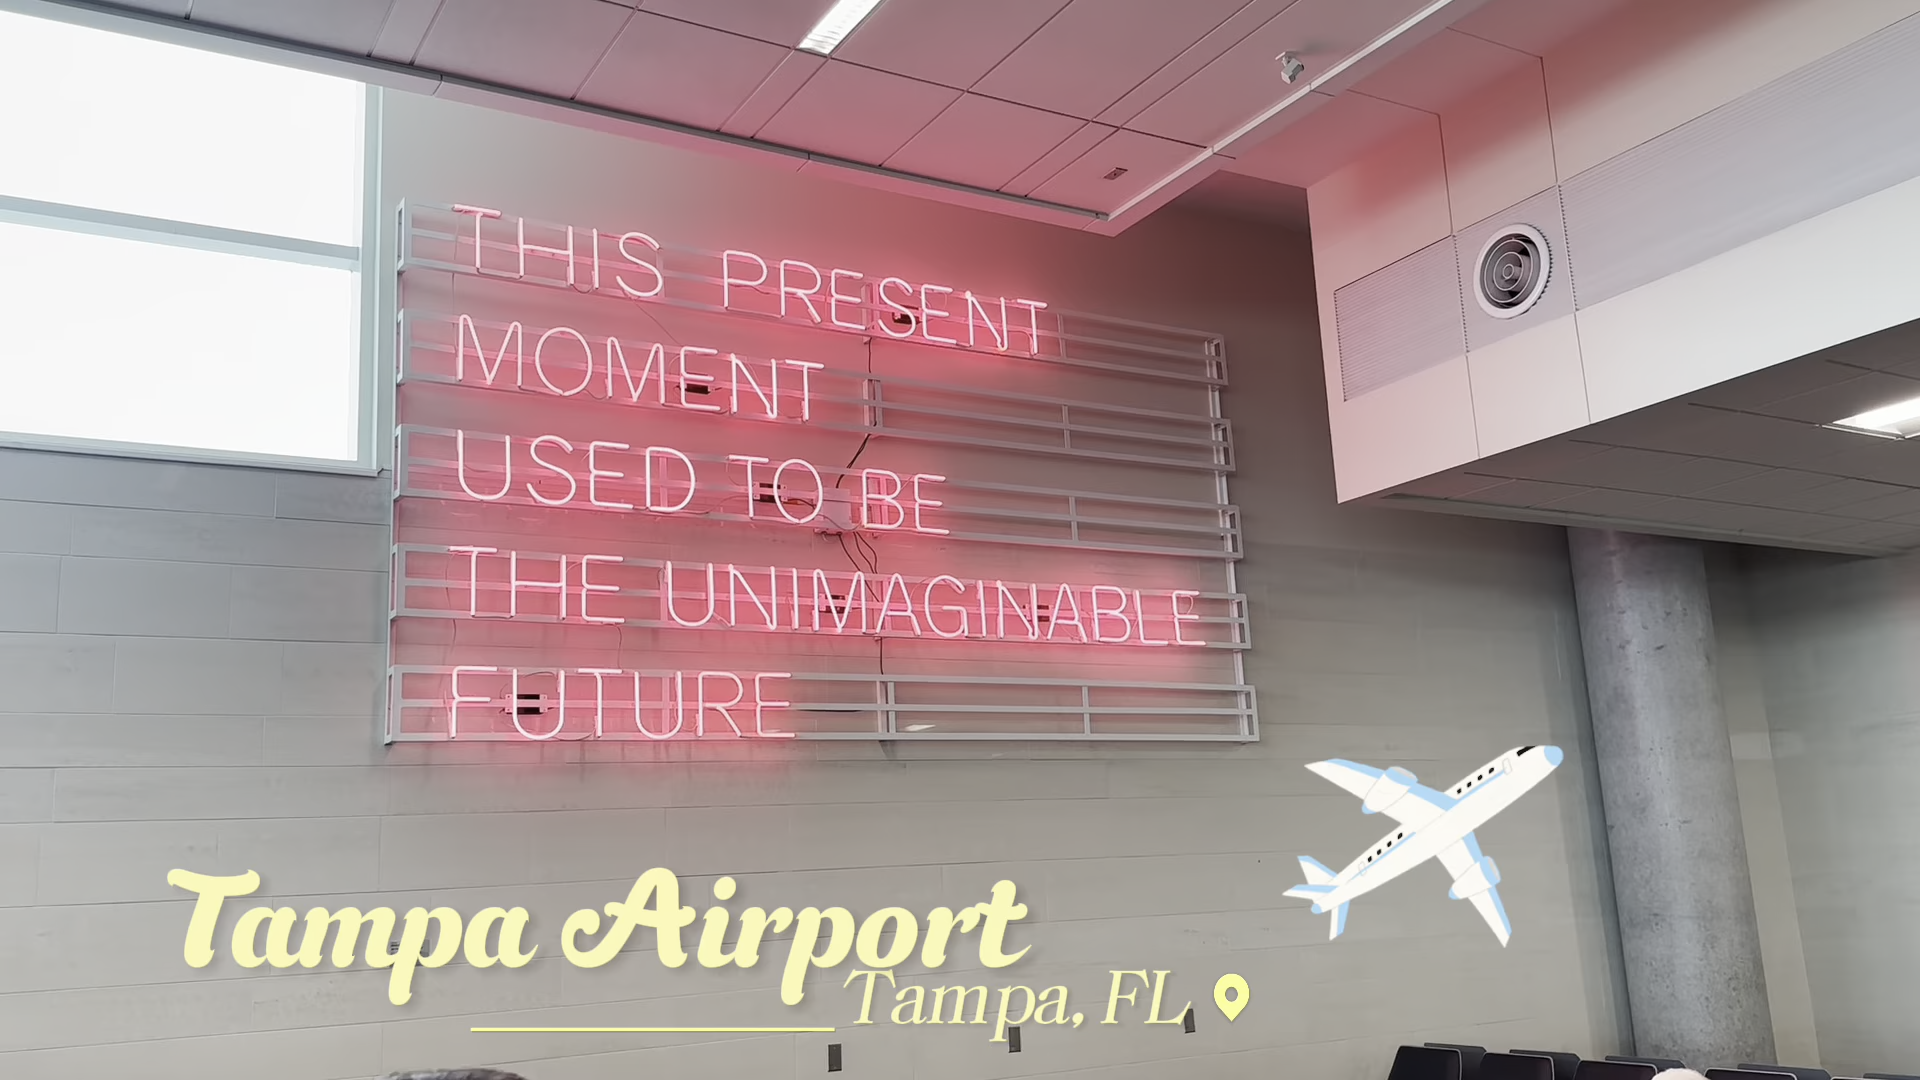 THIS PRESENT
MOMENT
USED TO BE
THE UNIMAGINABLE
FUTURE
Tampa Airport
Tampa, FL